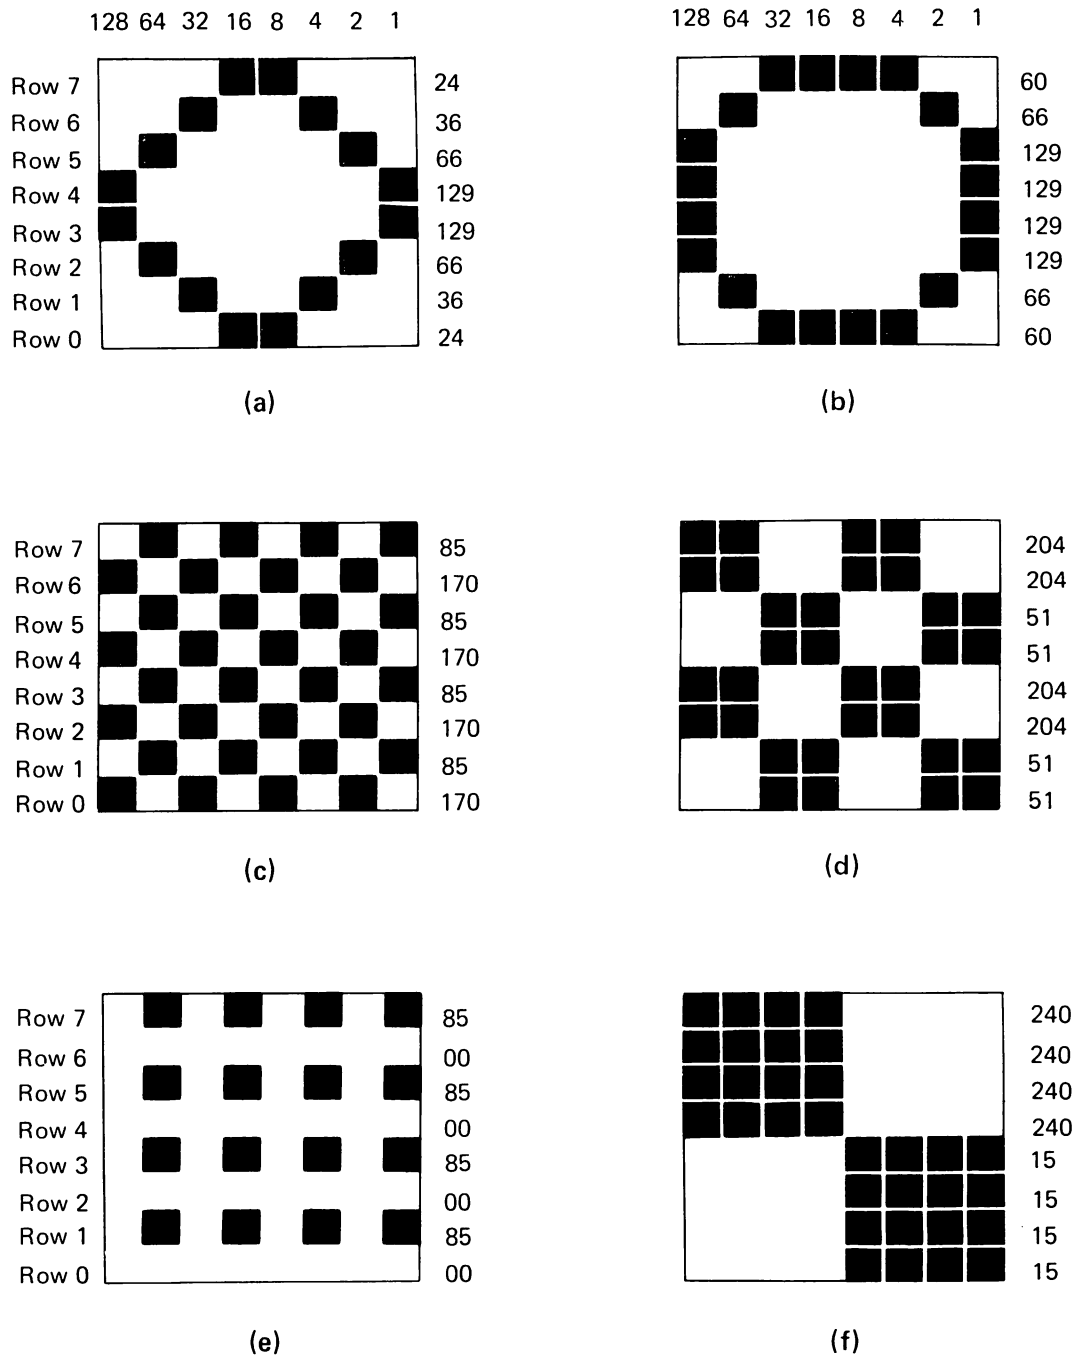 128 64 32 16 8 4 2 1
Row 7 24
Row 6 36
Row 5 66
Row 4 129
Row 3 129
Row 2 66
Row 1 36
Row 0 24
(a)
128 64 32 16 8 4 2 1
60
66
129
129
129
129
66
60
(b)
Row 7 85
Row 6 170
Row 5 85
Row 4 170
Row 3 85
Row 2 170
Row 1 85
Row 0 170
(c)
204
204
51
51
204
204
51
51
(d)
Row 7 85
Row 6 00
Row 5 85
Row 4 00
Row 3 85
Row 2 00
Row 1 85
Row 0 00
(e)
240
240
240
240
15
15
15
15
(f)